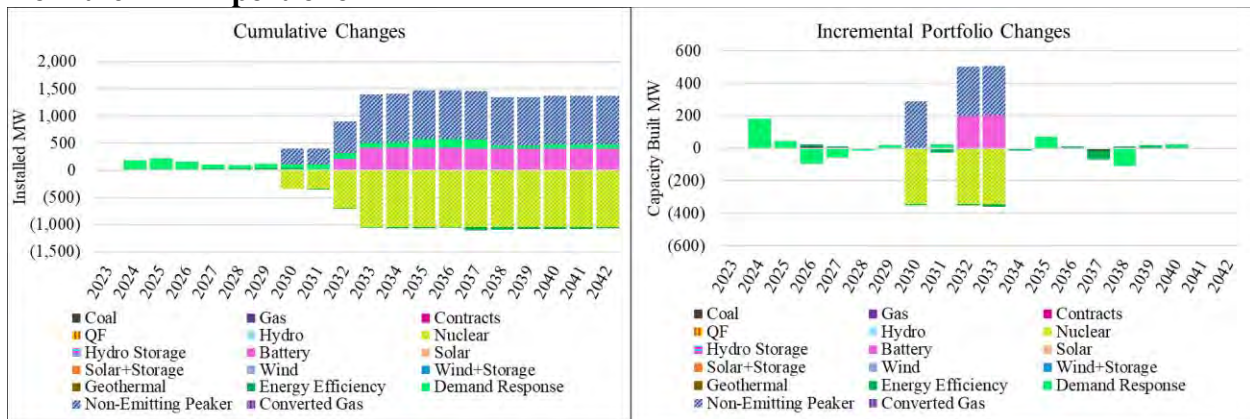 Cumulative Changes
Installed MW
2,000
1,500
1,000
500
0
(500)
(1,000)
(1,500)
2023 2024 2025 2026 2027 2028 2029 2030 2031 2032 2033 2034 2035 2036 2037 2038 2039 2040 2041 2042
Coal Gas Contracts
QF Hydro Nuclear
Hydro Storage Battery Solar
Solar+Storage Wind Wind+Storage
Geothermal Energy Efficiency Demand Response
Non-Emitting Peaker Converted Gas
Incremental Portfolio Changes
Capacity Built MW
600
400
200
0
(200)
(400)
(600)
2023 2024 2025 2026 2027 2028 2029 2030 2031 2032 2033 2034 2035 2036 2037 2038 2039 2040 2041 2042
Coal Gas Contracts
QF Hydro Nuclear
Hydro Storage Battery Solar
Solar+Storage Wind Wind+Storage
Geothermal Energy Efficiency Demand Response
Non-Emitting Peaker Converted Gas